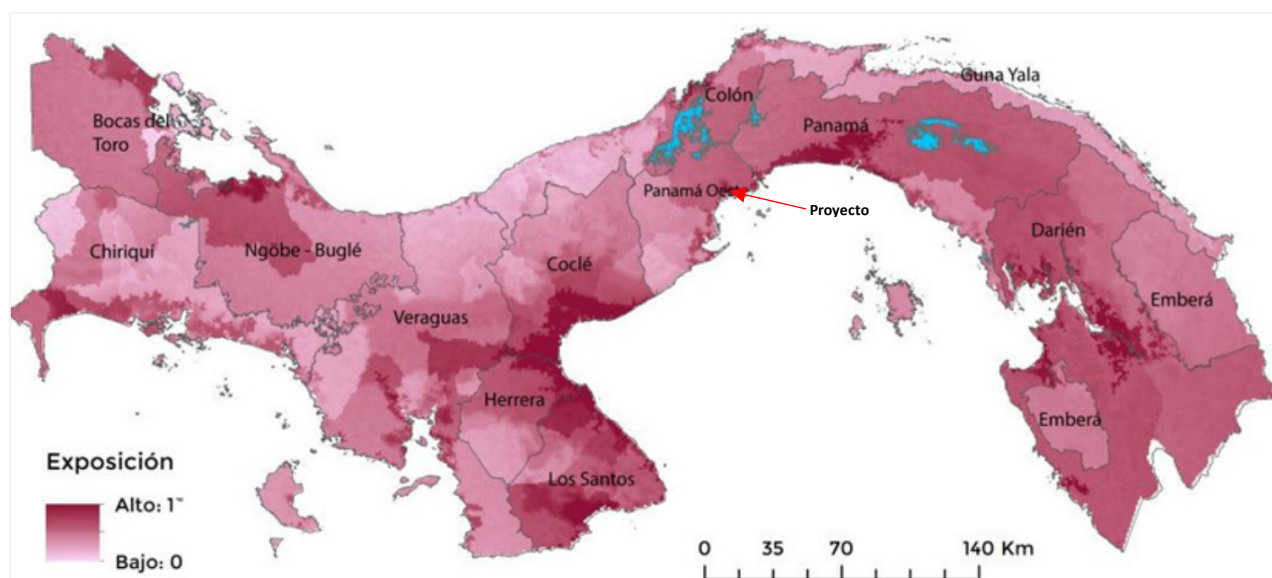 Guna Yala
Colón
Bocas del
Toro
Panamá
Panamá Oeste
Proyecto
Darién
Chiriquí
Ngöbe - Buglé
Coclé
Emberá
Veraguas
Herrera
Emberá
Los Santos
Exposición
Alto: 1
Bajo: 0
0 35 70 140 Km